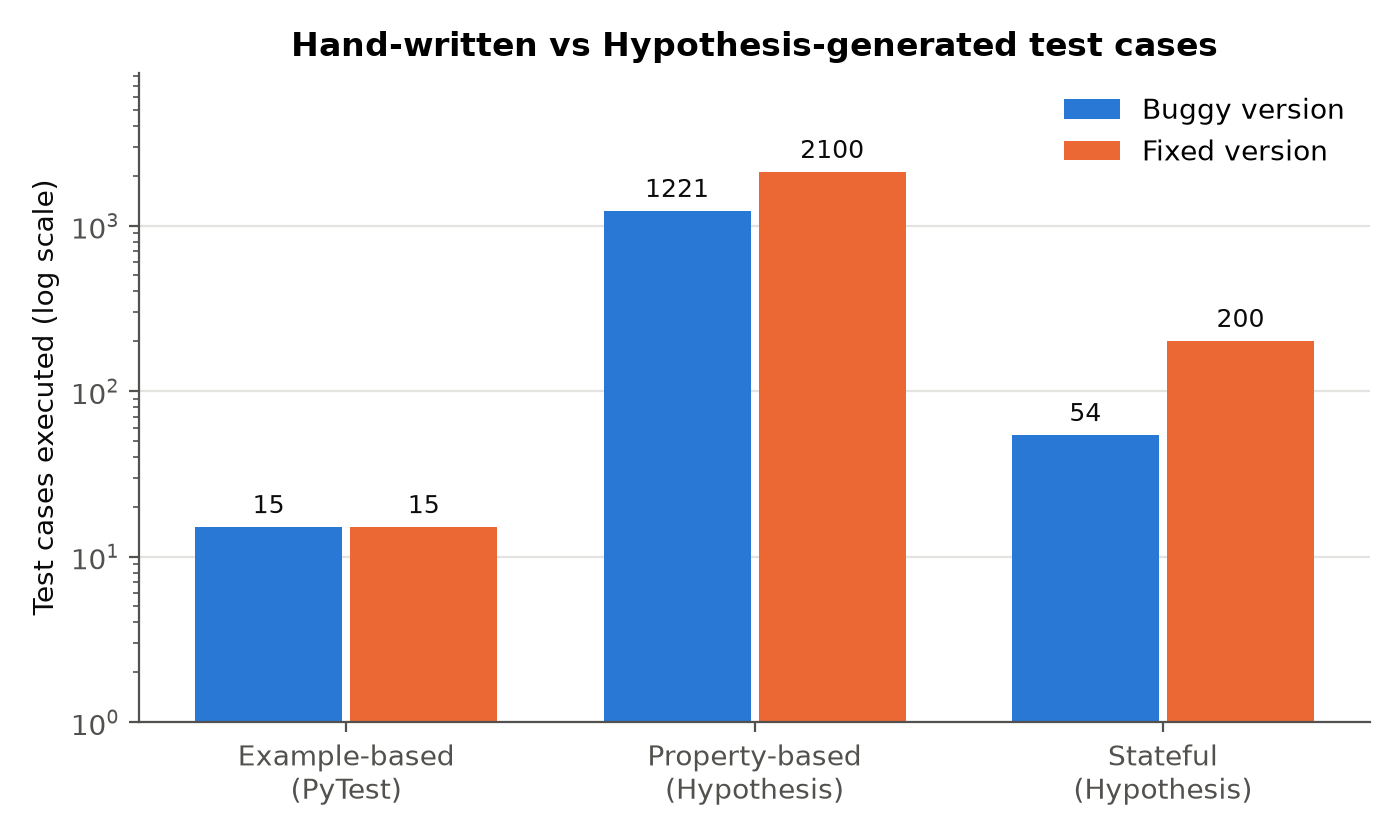 Hand-written vs Hypothesis-generated test cases
Buggy version
Fixed version
Test cases executed (log scale)
10³
10²
10¹
10⁰
15
15
1221
2100
54
200
Example-based
(PyTest)
Property-based
(Hypothesis)
Stateful
(Hypothesis)